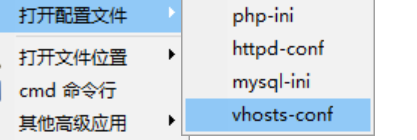 打开配置文件
打开文件位置
cmd 命令行
其他高级应用
php-ini
httpd-conf
mysql-ini
vhosts-conf